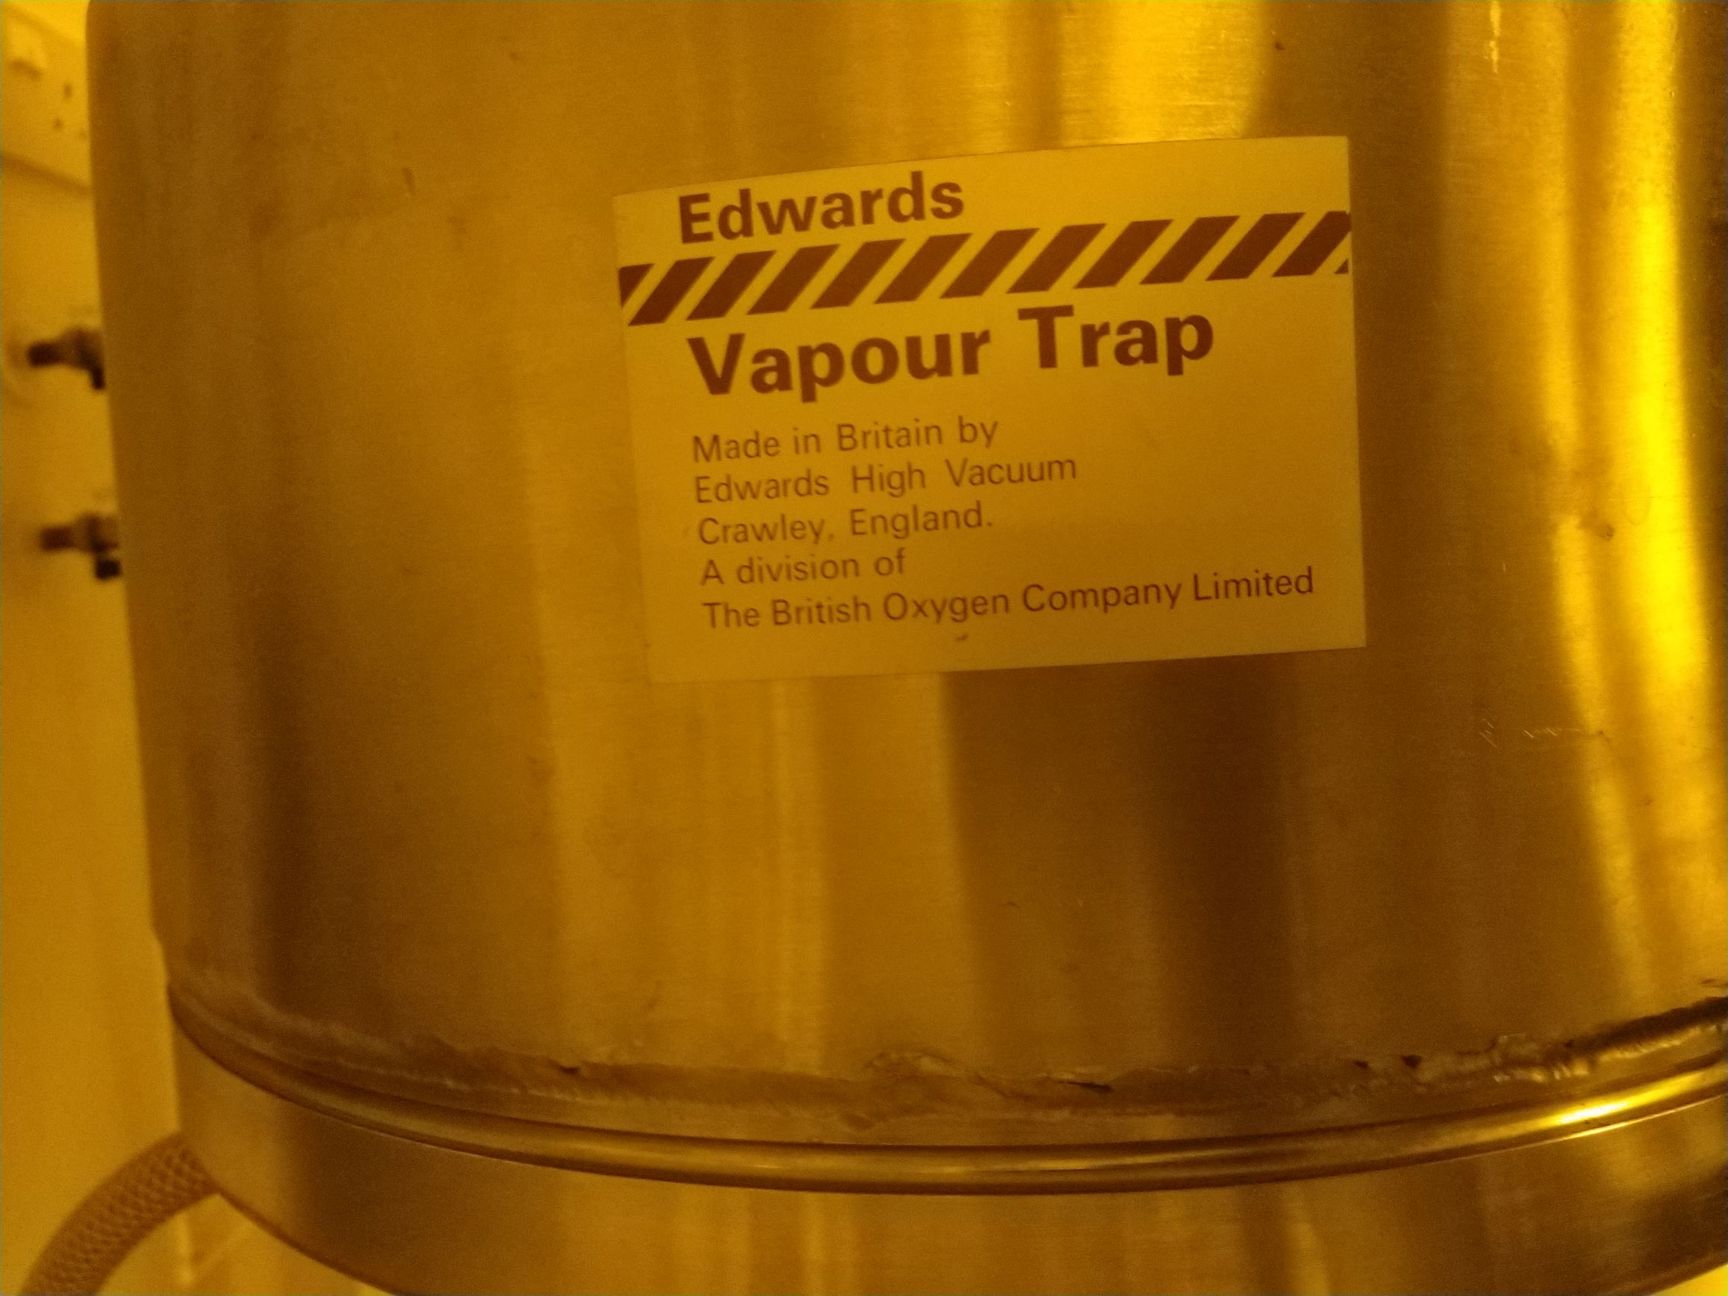 Edwards
Vapour Trap
Made in Britain by
Edwards High Vacuum
Crawley, England.
A division of
The British Oxygen Company Limited